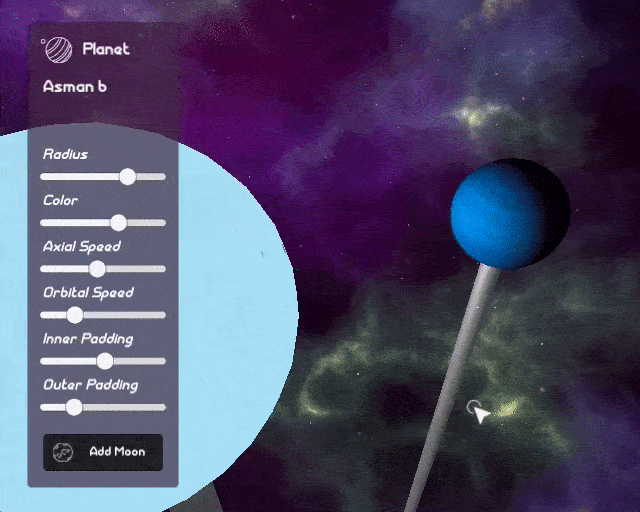 Planet
Asman b
Radius
Color
Axial Speed
Orbital Speed
Inner Padding
Outer Padding
Add Moon